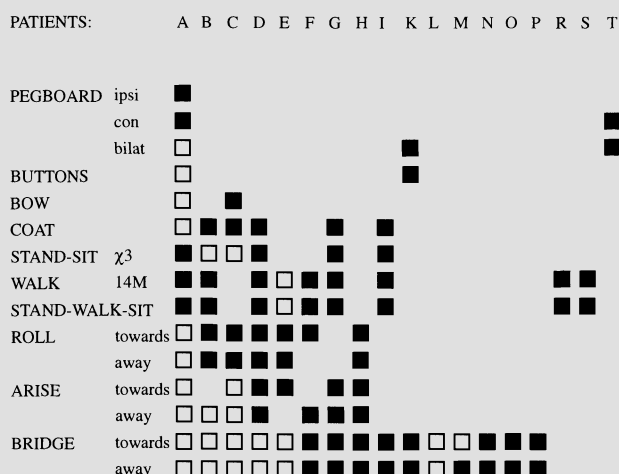 PATIENTS: A B C D E F G H I K L M N O P R S T
PEGBOARD ipsi
con
bilat
BUTTONS
BOW
COAT
STAND-SIT χ3
WALK 14M
STAND-WALK-SIT
ROLL towards
away
ARISE towards
away
BRIDGE towards
away